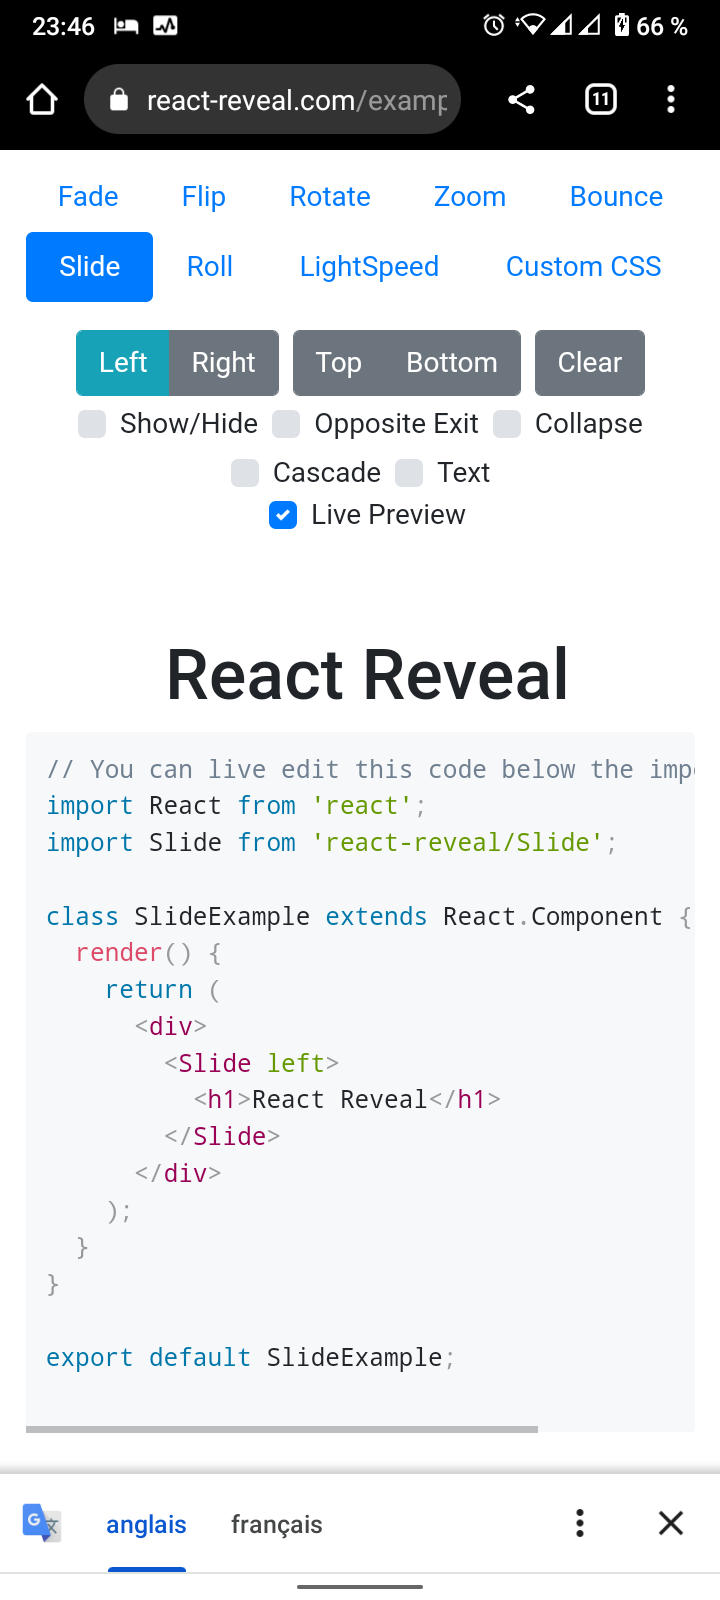 23:46 66 %
react-reveal.com/examp 11
Fade Flip Rotate Zoom Bounce
Slide Roll LightSpeed Custom CSS
Left Right Top Bottom Clear
Show/Hide Opposite Exit Collapse
Cascade Text
Live Preview
React Reveal
// You can live edit this code below the imp
import React from 'react';
import Slide from 'react-reveal/Slide';
class SlideExample extends React.Component {
render() {
return (
<div>
<Slide left>
<h1>React Reveal</h1>
</Slide>
</div>
);
}
}
export default SlideExample;
anglais français